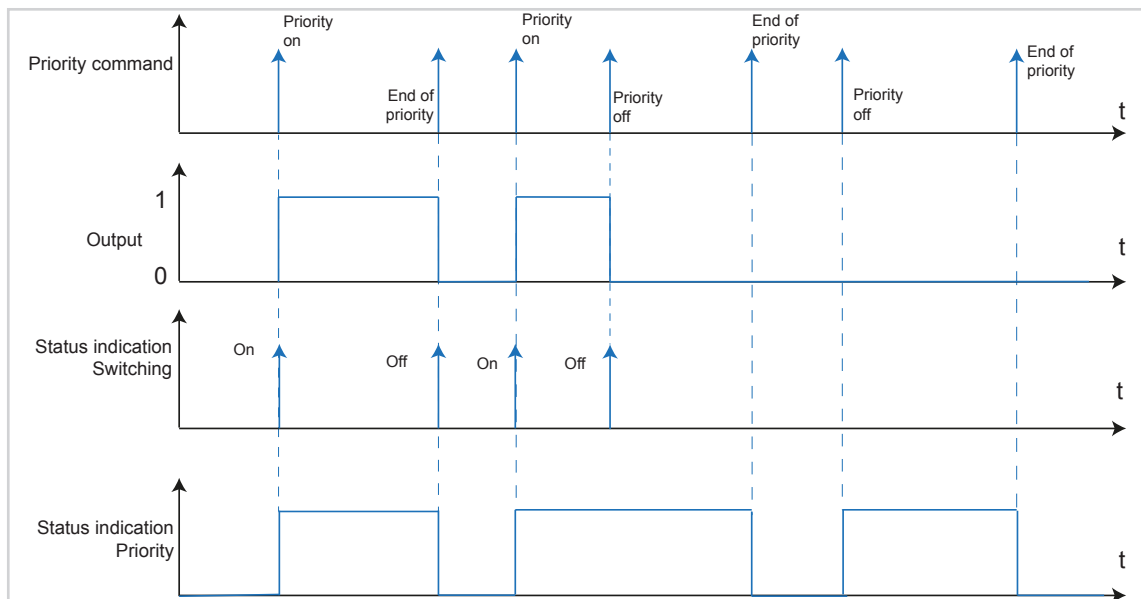 Priority
on
Priority
on
End of
priority
End of
priority
Priority command
End of
priority
Priority
off
Priority
off
t
1
Output
t
0
Status indication
Switching
On
Off
On
Off
t
Status indication
Priority
t